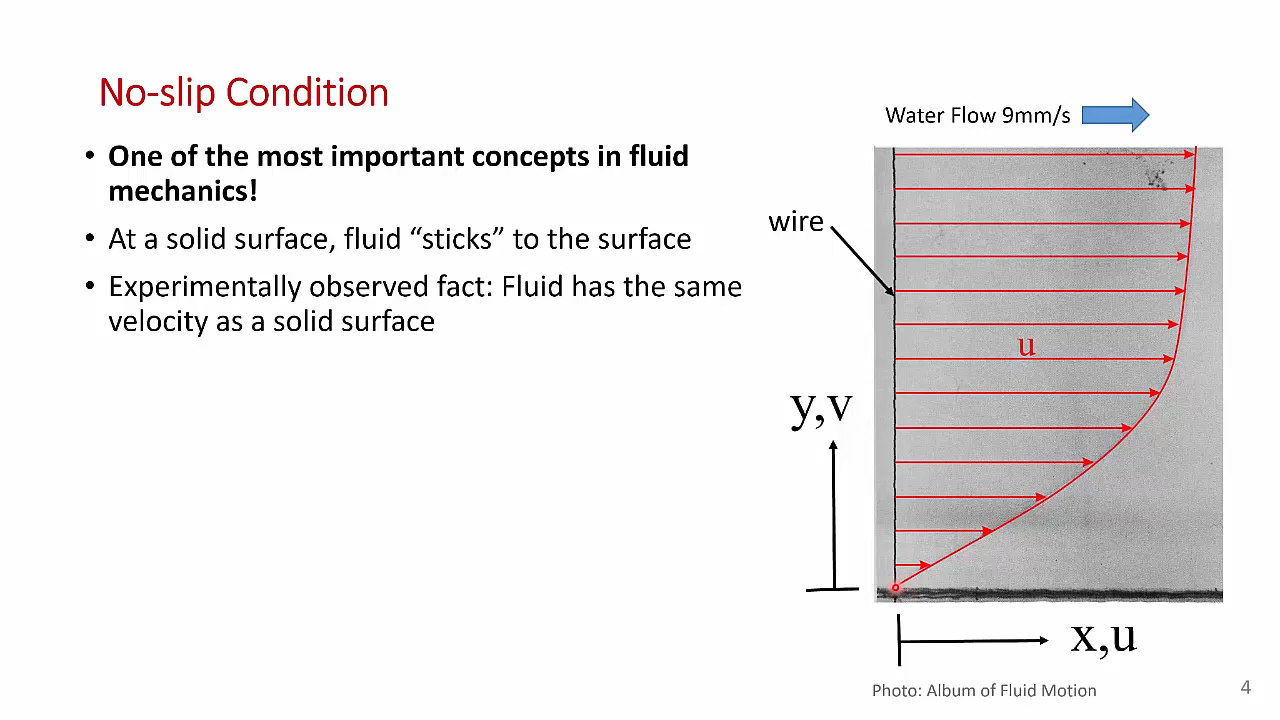 No-slip Condition
• One of the most important concepts in fluid
mechanics!
• At a solid surface, fluid “sticks” to the surface
• Experimentally observed fact: Fluid has the same
velocity as a solid surface
Water Flow 9mm/s
wire
u
y,v
x,u
Photo: Album of Fluid Motion
4